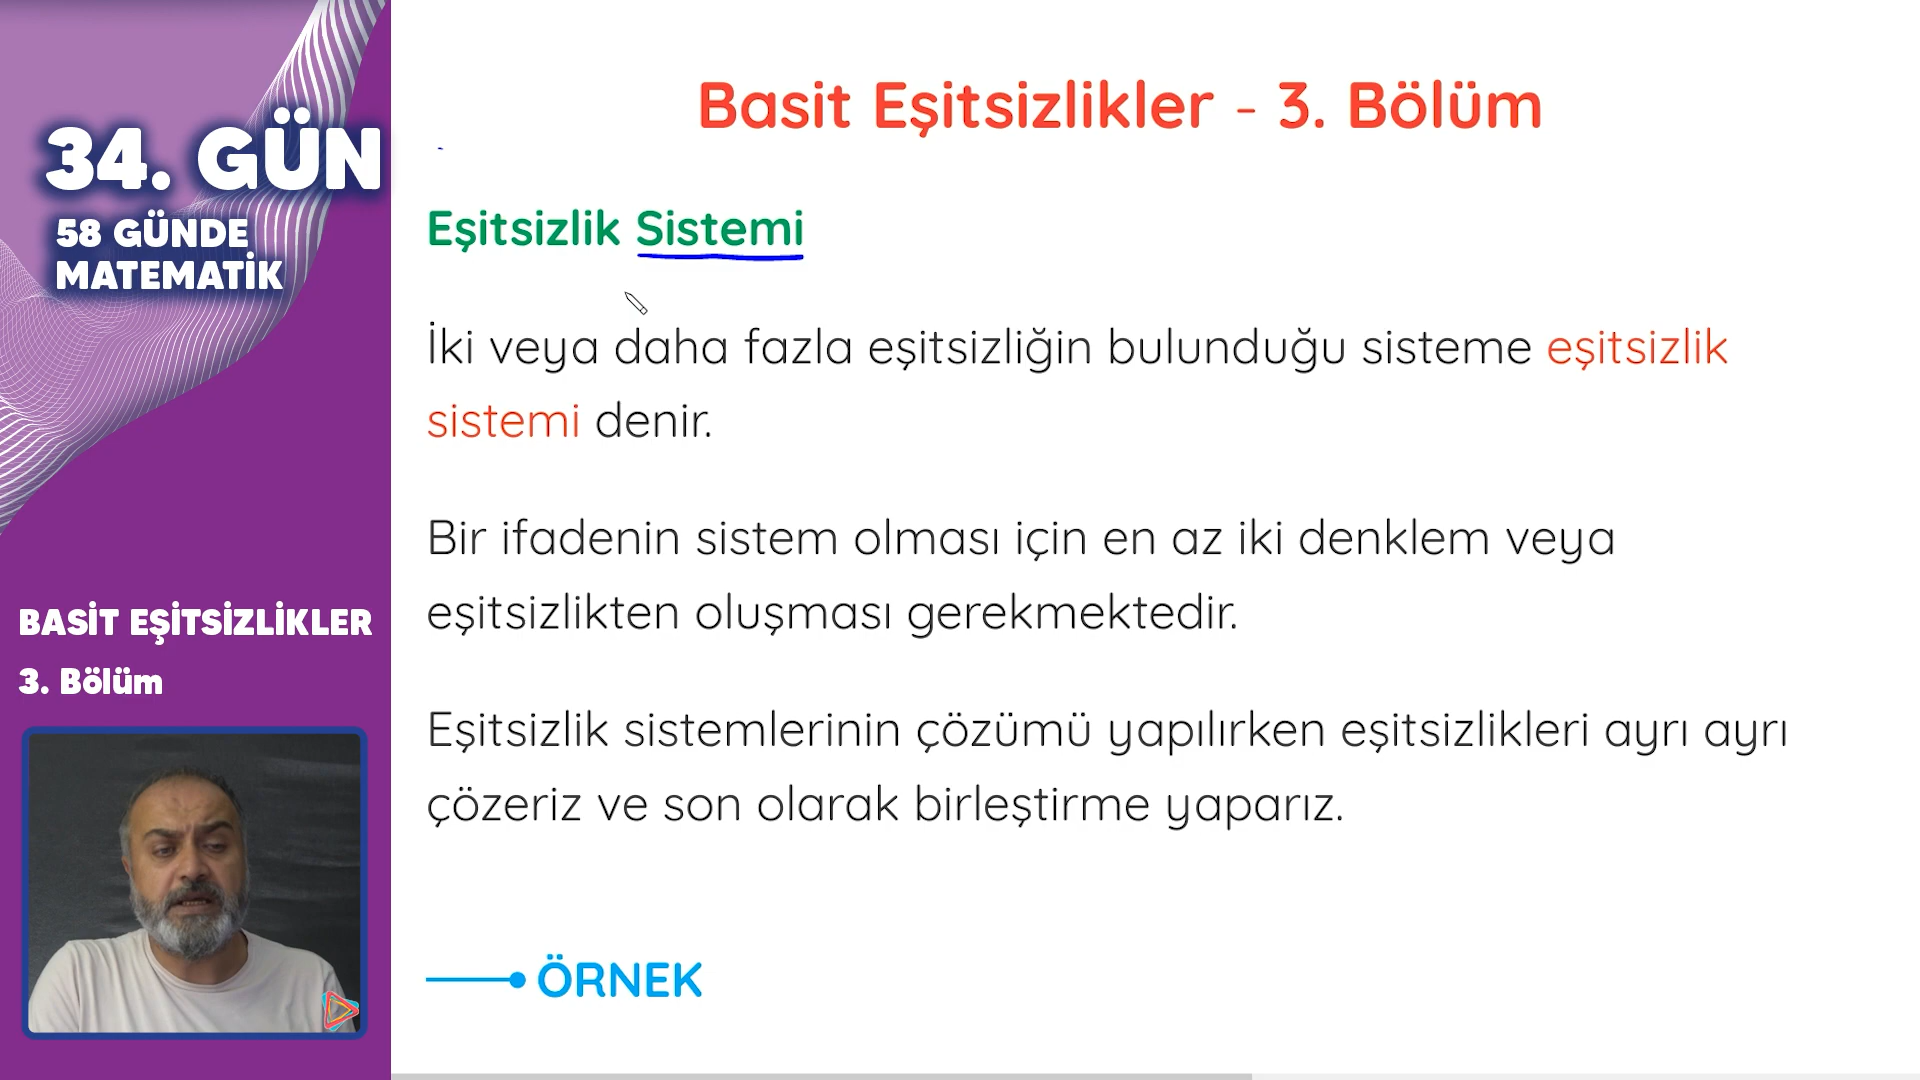 34. GÜN
58 GÜNDE
MATEMATİK
BASİT EŞİTSİZLİKLER
3. Bölüm
Basit Eşitsizlikler - 3. Bölüm
Eşitsizlik Sistemi
İki veya daha fazla eşitsizliğin bulunduğu sisteme eşitsizlik
sistemi denir.
Bir ifadenin sistem olması için en az iki denklem veya
eşitsizlikten oluşması gerekmektedir.
Eşitsizlik sistemlerinin çözümü yapılırken eşitsizlikleri ayrı ayrı
çözeriz ve son olarak birleştirme yaparız.
ÖRNEK